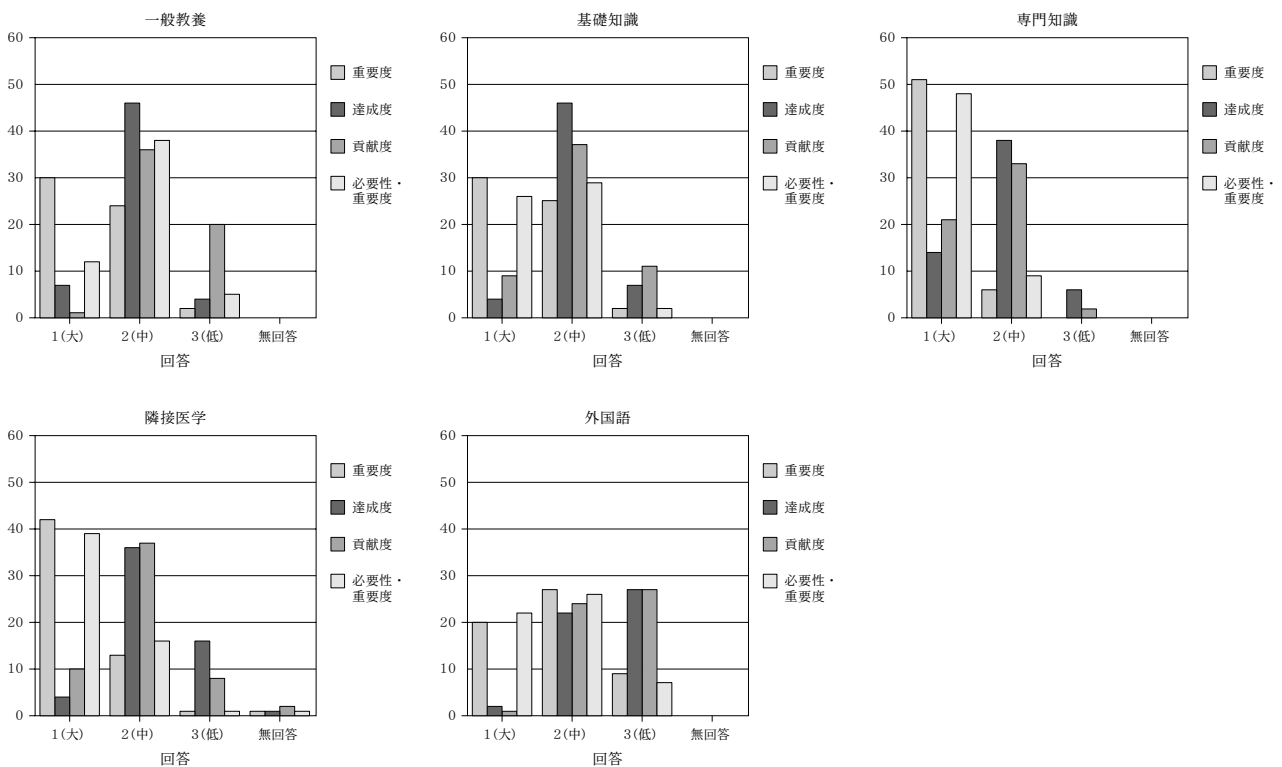 一般教養
60
50
40
30
20
10
0
1(大)
2(中)
3(低)
無回答
回答
重要度
達成度
貢献度
必要性・
重要度
基礎知識
60
50
40
30
20
10
0
1(大)
2(中)
3(低)
無回答
回答
重要度
達成度
貢献度
必要性・
重要度
専門知識
60
50
40
30
20
10
0
1(大)
2(中)
3(低)
無回答
回答
重要度
達成度
貢献度
必要性・
重要度
隣接医学
60
50
40
30
20
10
0
1(大)
2(中)
3(低)
無回答
回答
重要度
達成度
貢献度
必要性・
重要度
外国語
60
50
40
30
20
10
0
1(大)
2(中)
3(低)
無回答
回答
重要度
達成度
貢献度
必要性・
重要度